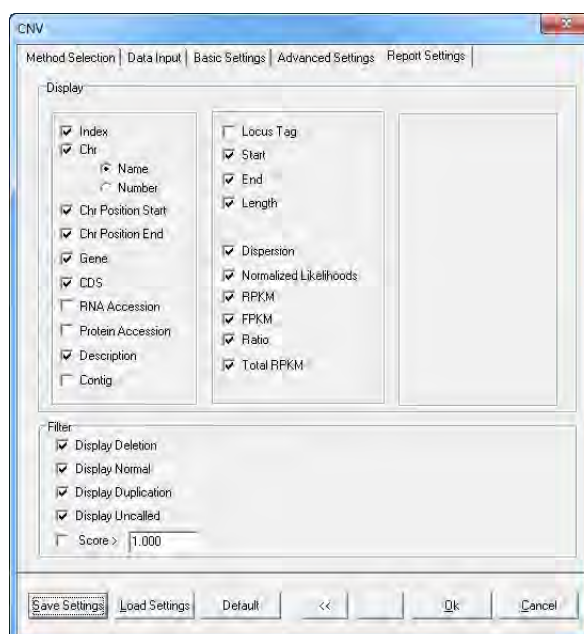 CNV
Method Selection
Data Input
Basic Settings
Advanced Settings
Report Settings
Display
Index
Chr
Name
Number
Chr Position Start
Chr Position End
Gene
CDS
RNA Accession
Protein Accession
Description
Contig
Locus Tag
Start
End
Length
Dispersion
Normalized Likelihoods
RPKM
FPKM
Ratio
Total RPKM
Filter
Display Deletion
Display Normal
Display Duplication
Display Uncalled
Score > 1.000
Save Settings
Load Settings
Default
<<
Ok
Cancel